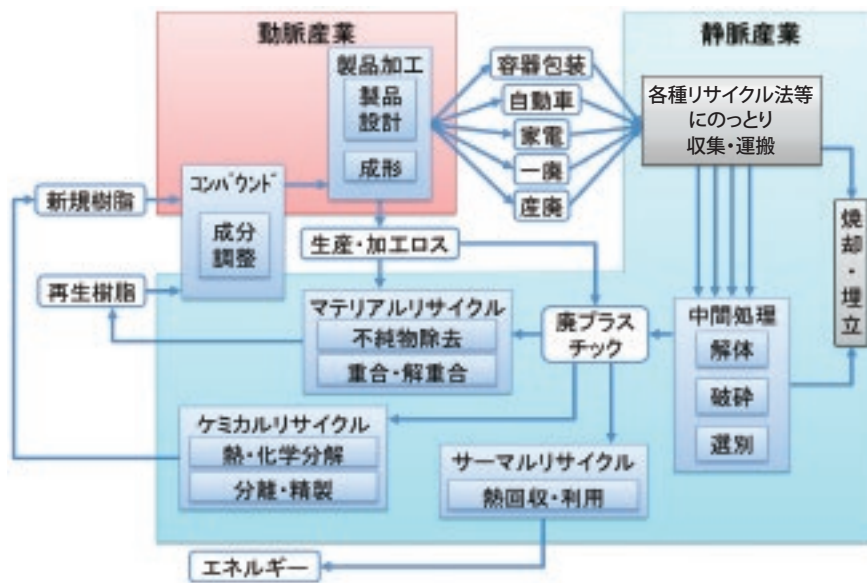 動脈産業
静脈産業
製品加工
製品
設計
成形
容器包装
自動車
家電
一廃
産廃
各種リサイクル法等
にのっとり
収集・運搬
新規樹脂
コンパウンド
成分
調整
再生樹脂
生産・加工ロス
焼却・埋立
マテリアルリサイクル
不純物除去
重合・解重合
廃プラス
チック
中間処理
解体
破砕
選別
ケミカルリサイクル
熱・化学分解
分離・精製
サーマルリサイクル
熱回収・利用
エネルギー